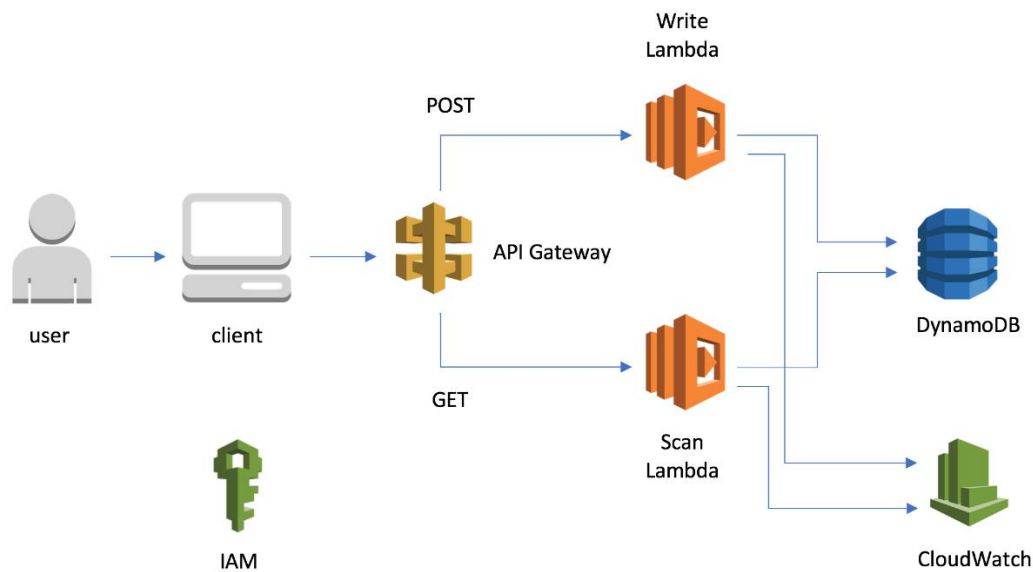 Write
Lambda
POST
API Gateway
user
client
DynamoDB
GET
Scan
Lambda
IAM
CloudWatch